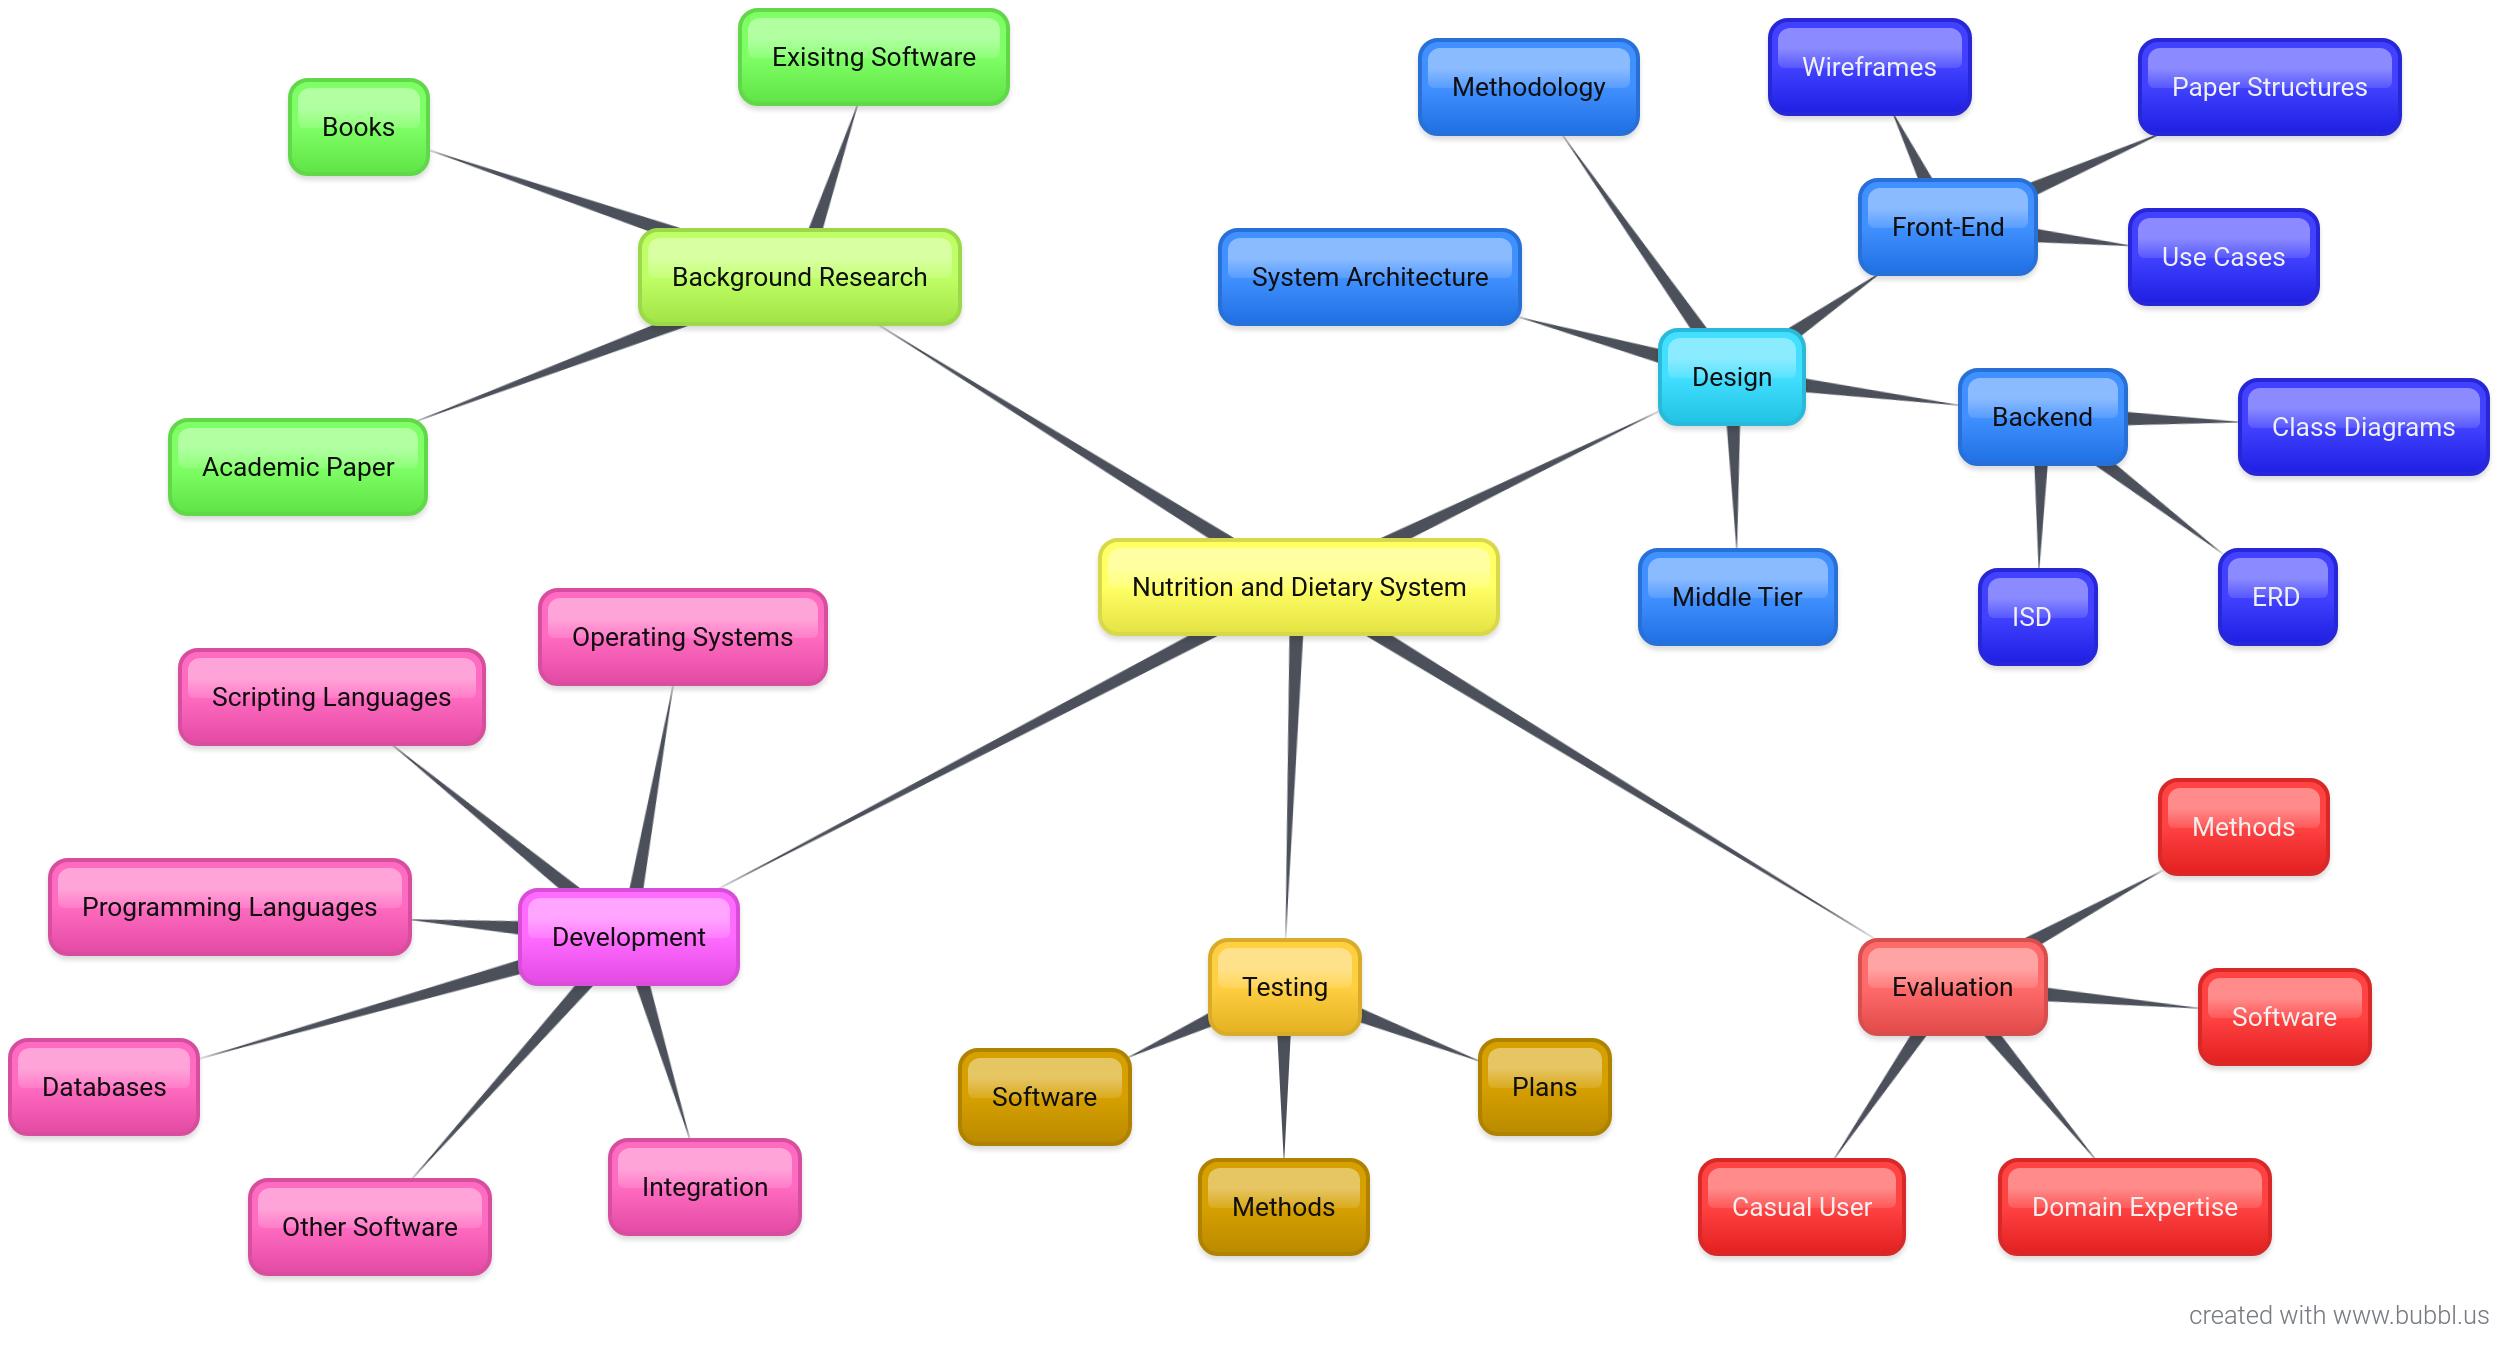 Exisitng Software
Books
Background Research
Academic Paper
Methodology
Wireframes
Paper Structures
Front-End
Use Cases
System Architecture
Design
Backend
Class Diagrams
Middle Tier
ISD
ERD
Nutrition and Dietary System
Operating Systems
Scripting Languages
Programming Languages
Development
Databases
Other Software
Integration
Testing
Software
Methods
Plans
Evaluation
Methods
Software
Casual User
Domain Expertise
created with www.bubbl.us